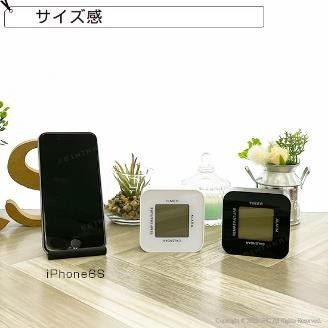 サイズ感
TIMER
TEMPERATURE
ALARM
CALENDAR
TIMER
TEMPERATURE
ALARM
CALENDAR
iPhone6S